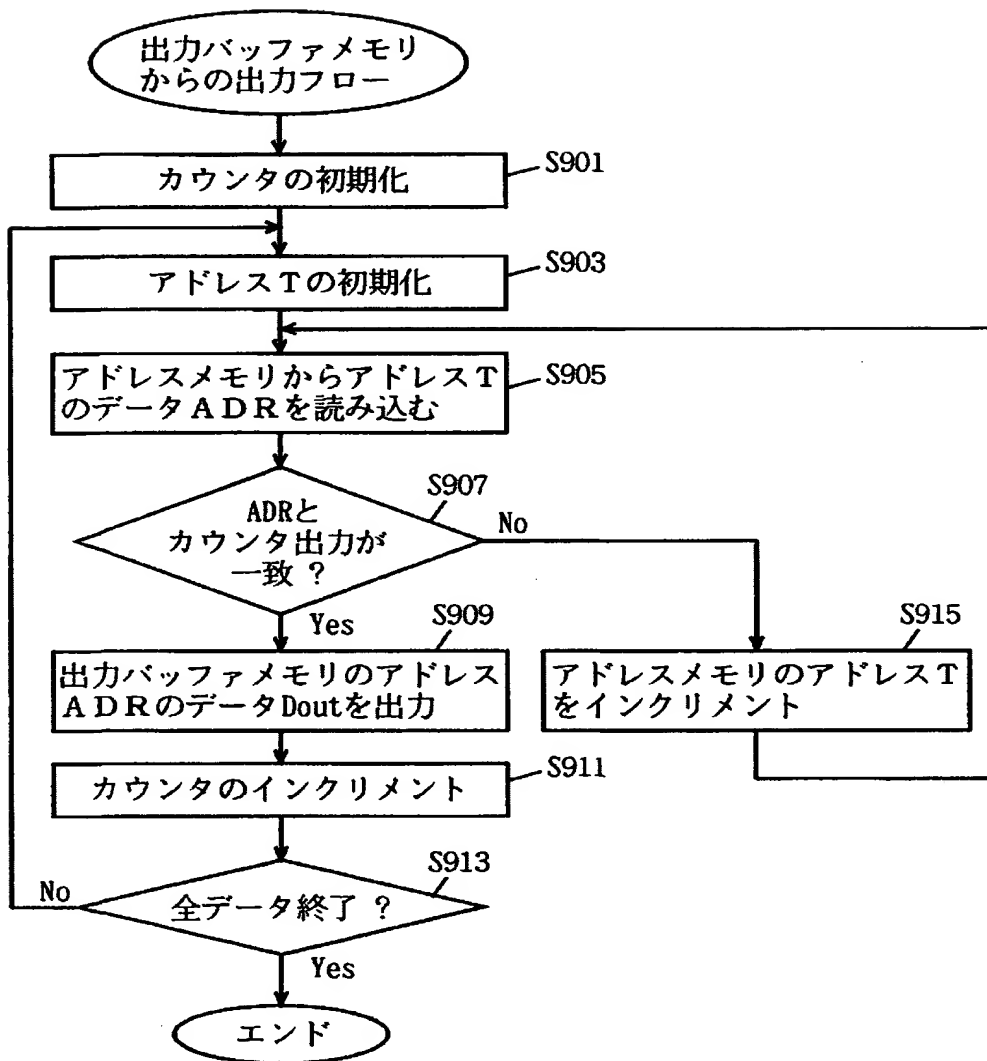 出力バッファメモリ
からの出力フロー
S901
カウンタの初期化
S903
アドレスTの初期化
S905
アドレスメモリからアドレスT
のデータADRを読み込む
S907
ADRと
カウンタ出力が
一致 ?
No
Yes
S909
出力バッファメモリのアドレス
ADRのデータDoutを出力
S915
アドレスメモリのアドレスT
をインクリメント
S911
カウンタのインクリメント
S913
No
全データ終了 ?
Yes
エンド